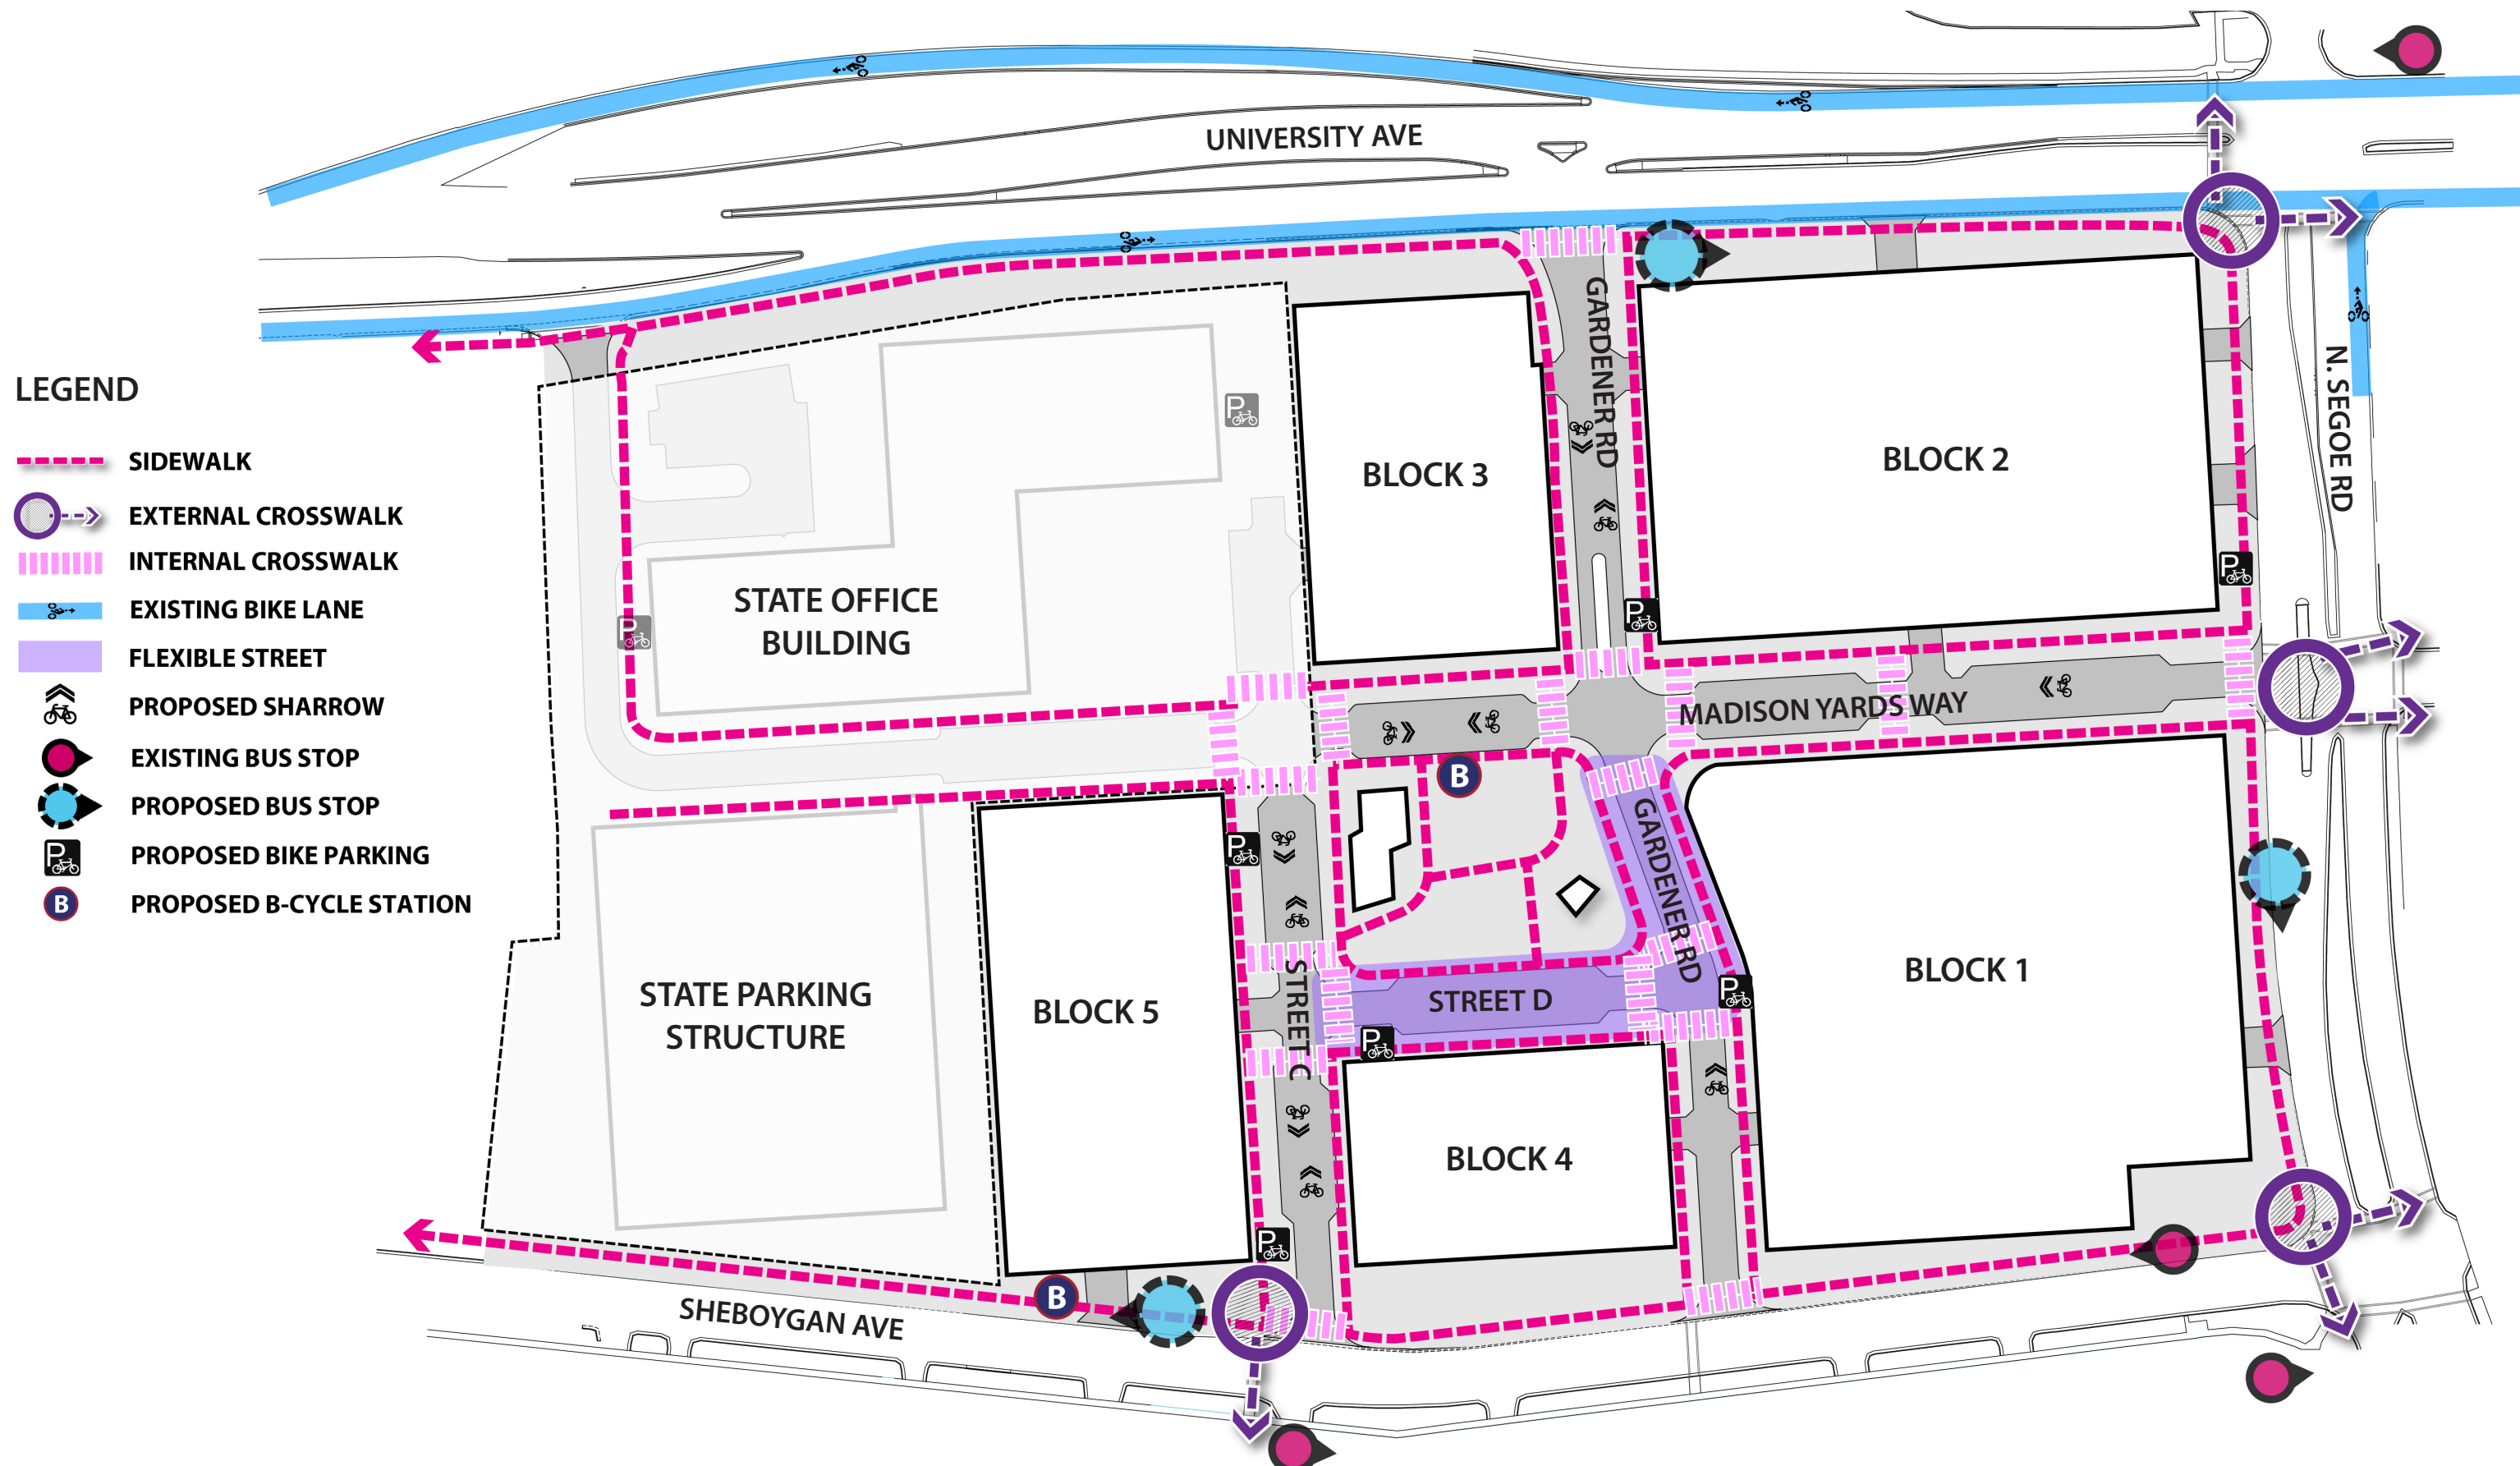 UNIVERSITY AVE
LEGEND
SIDEWALK
EXTERNAL CROSSWALK
INTERNAL CROSSWALK
EXISTING BIKE LANE
FLEXIBLE STREET
PROPOSED SHARROW
EXISTING BUS STOP
PROPOSED BUS STOP
P
PROPOSED BIKE PARKING
B
PROPOSED B-CYCLE STATION
GARDENER RD
N. SEGOE RD
P
BLOCK 3
BLOCK 2
STATE OFFICE
BUILDING
P
P
P
MADISON YARDS WAY
B
P
GARDENER RD
STATE PARKING
STRUCTURE
BLOCK 5
STREET C
STREET D
P
P
BLOCK 1
BLOCK 4
P
B
SHEBOYGAN AVE